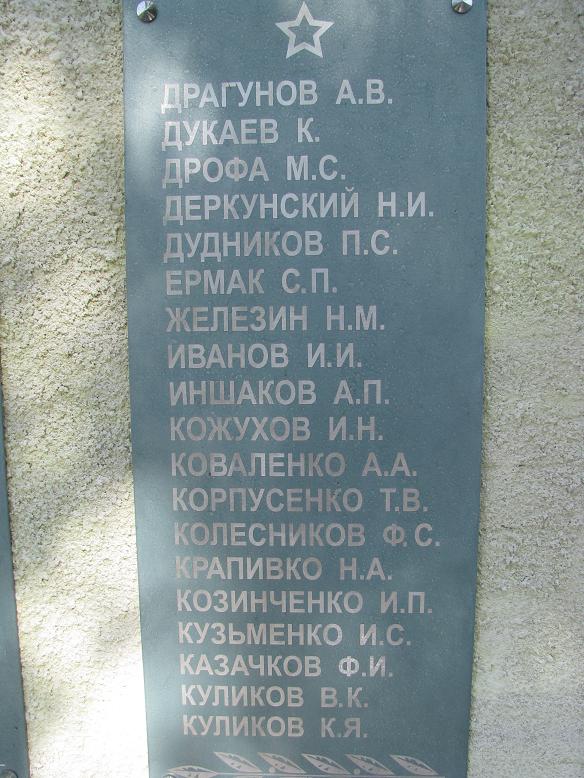 ДРАГУНОВ А.В.
ДУКАЕВ К.
ДРОФА М.С.
ДЕРКУНСКИЙ Н.И.
ДУДНИКОВ П.С.
ЕРМАК С.П.
ЖЕЛЕЗИН Н.М.
ИВАНОВ И.И.
ИНШАКОВ А.П.
КОЖУХОВ И.Н.
КОВАЛЕНКО А.А.
КОРПУСЕНКО Т.В.
КОЛЕСНИКОВ Ф.С.
КРАПИВКО Н.А.
КОЗИНЧЕНКО И.П.
КУЗЬМЕНКО И.С.
КАЗАЧКОВ Ф.И.
КУЛИКОВ В.К.
КУЛИКОВ К.Я.